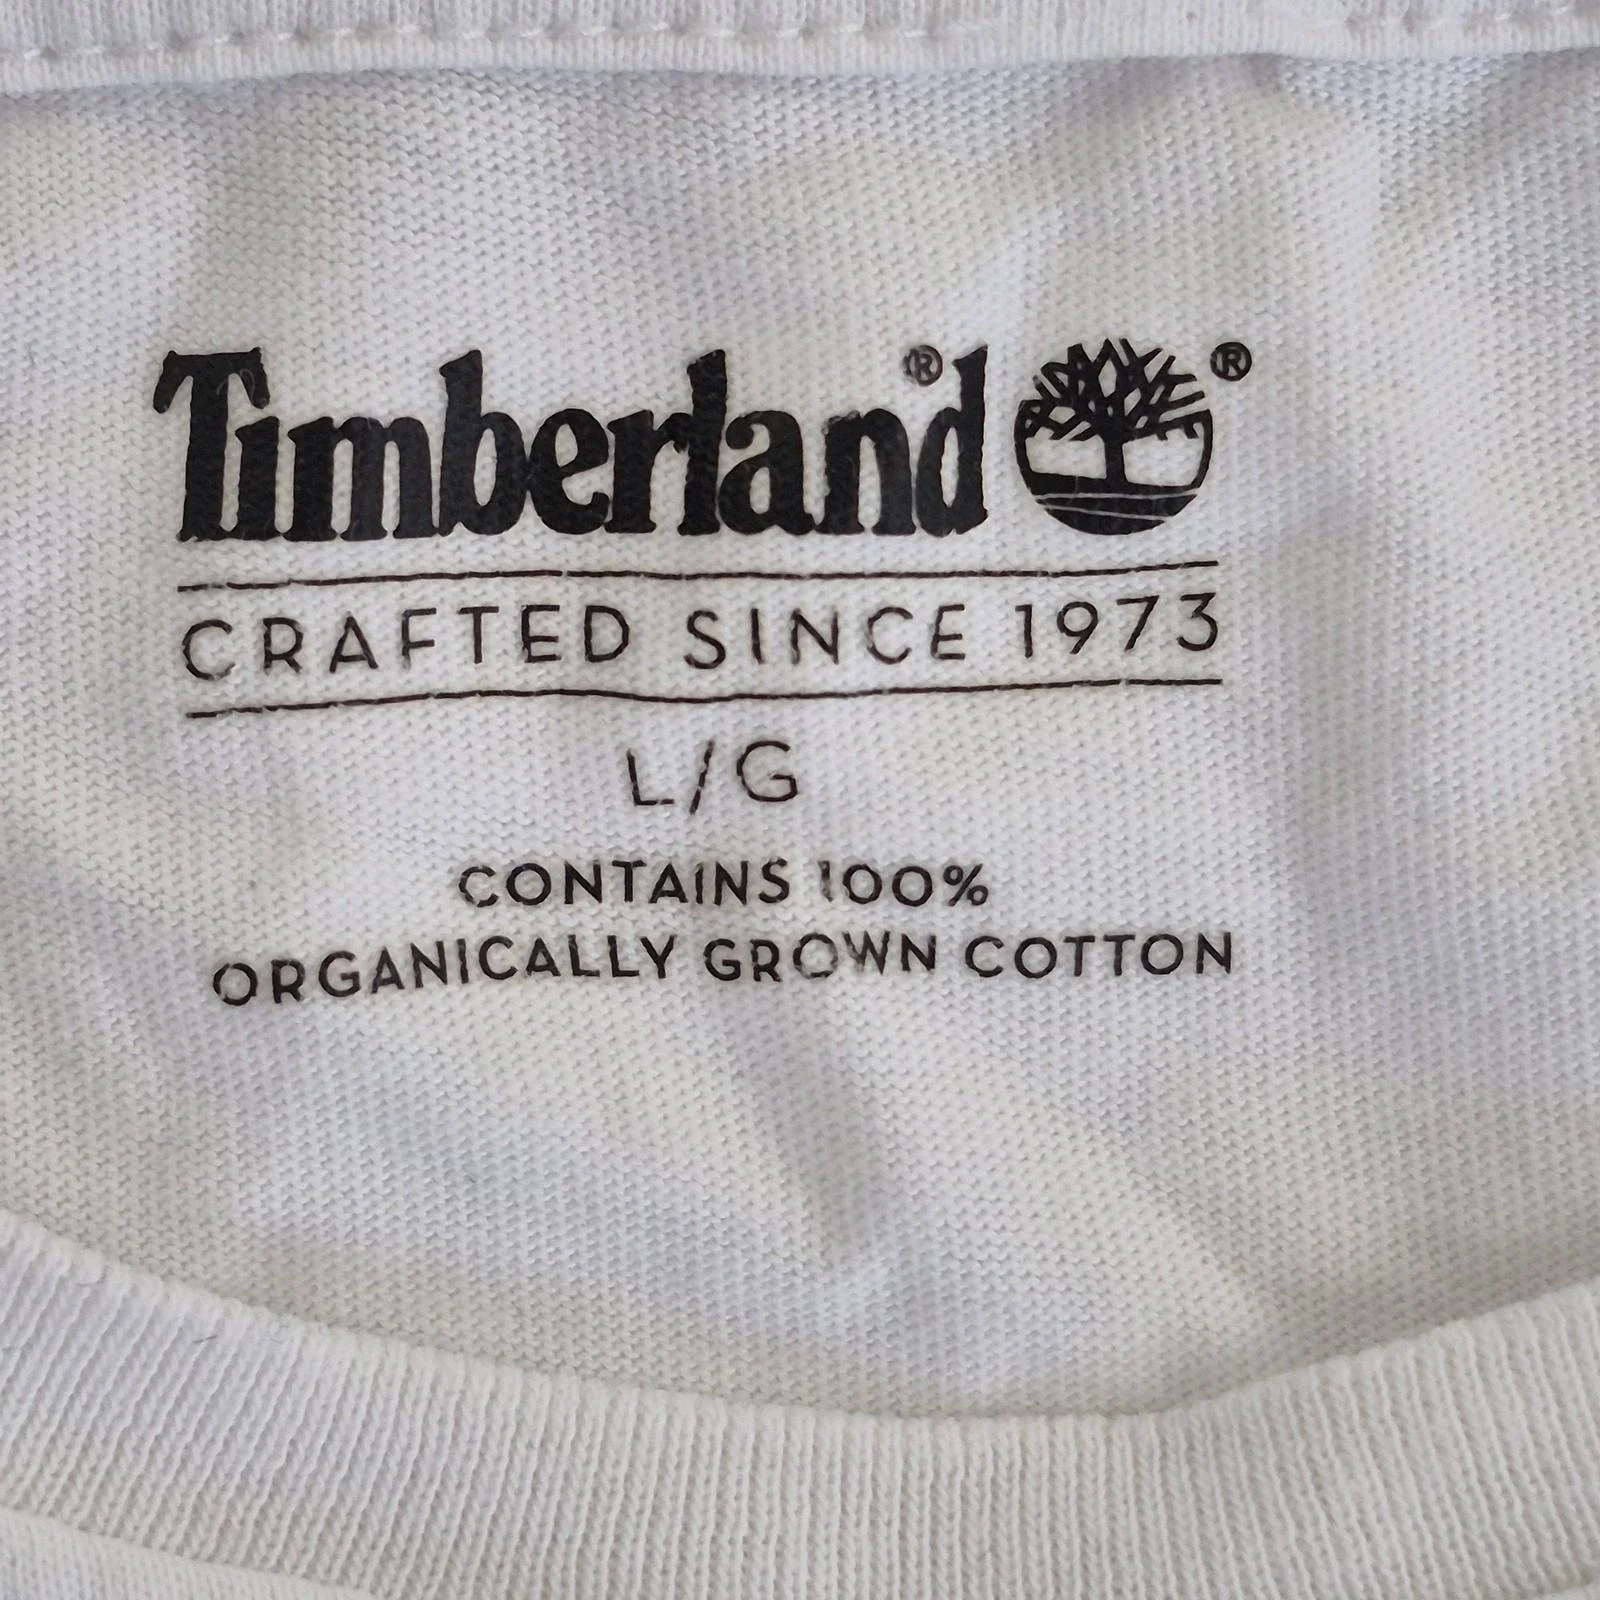 Timberland® ®
CRAFTED SINCE 1973
L/G
CONTAINS 100%
ORGANICALLY GROWN COTTON